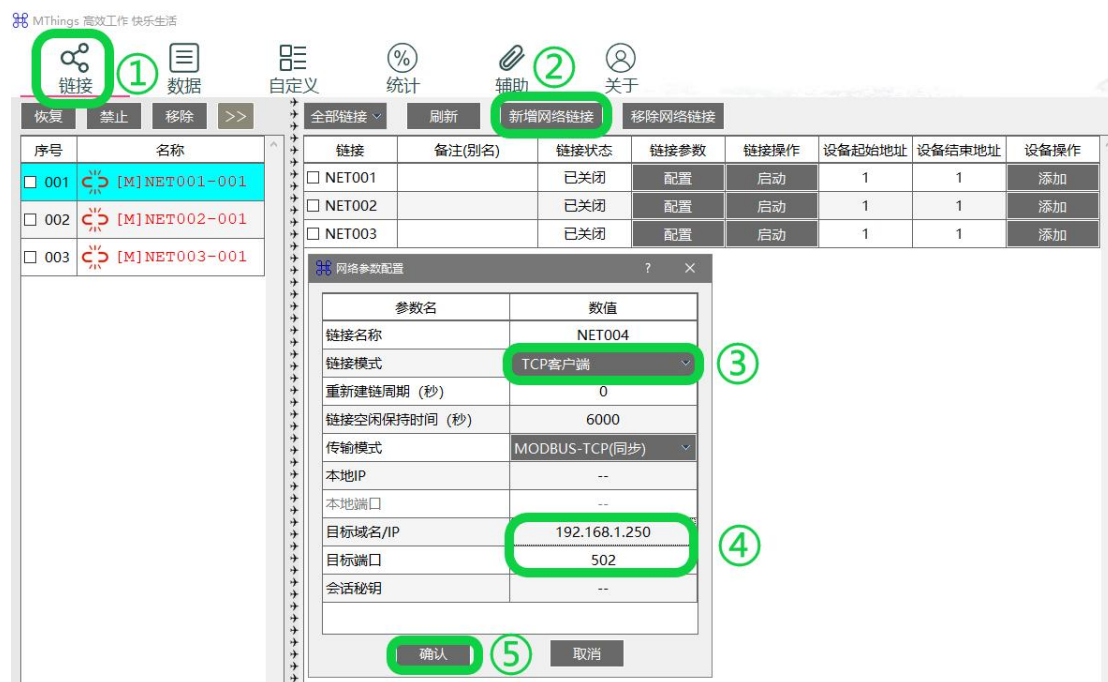 MThings 高效工作 快乐生活
链接 ① 数据 自定义 统计 辅助 ② 关于
恢复 禁止 移除 >> 全部链接 刷新 新增网络链接 移除网络链接
序号 名称 链接 备注(别名) 链接状态 链接参数 链接操作 设备起始地址 设备结束地址 设备操作
001 [M]NET001-001 NET001 已关闭 配置 启动 1 1 添加
002 [M]NET002-001 NET002 已关闭 配置 启动 1 1 添加
003 [M]NET003-001 NET003 已关闭 配置 启动 1 1 添加
网络参数配置 ? ×
参数名 数值
链接名称 NET004
链接模式 TCP客户端 ③
重新建链周期（秒） 0
链接空闲保持时间（秒） 6000
传输模式 MODBUS-TCP(同步)
本地IP --
本地端口 --
目标域名/IP 192.168.1.250
④
目标端口 502
会话秘钥 --
确认 ⑤ 取消